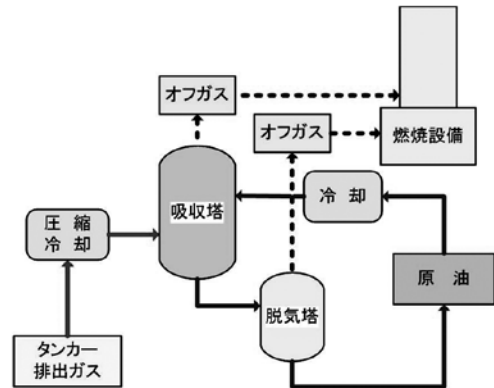 オフガス
オフガス
燃焼設備
吸収塔
冷却
圧縮
冷却
脱気塔
原油
タンカー
排出ガス